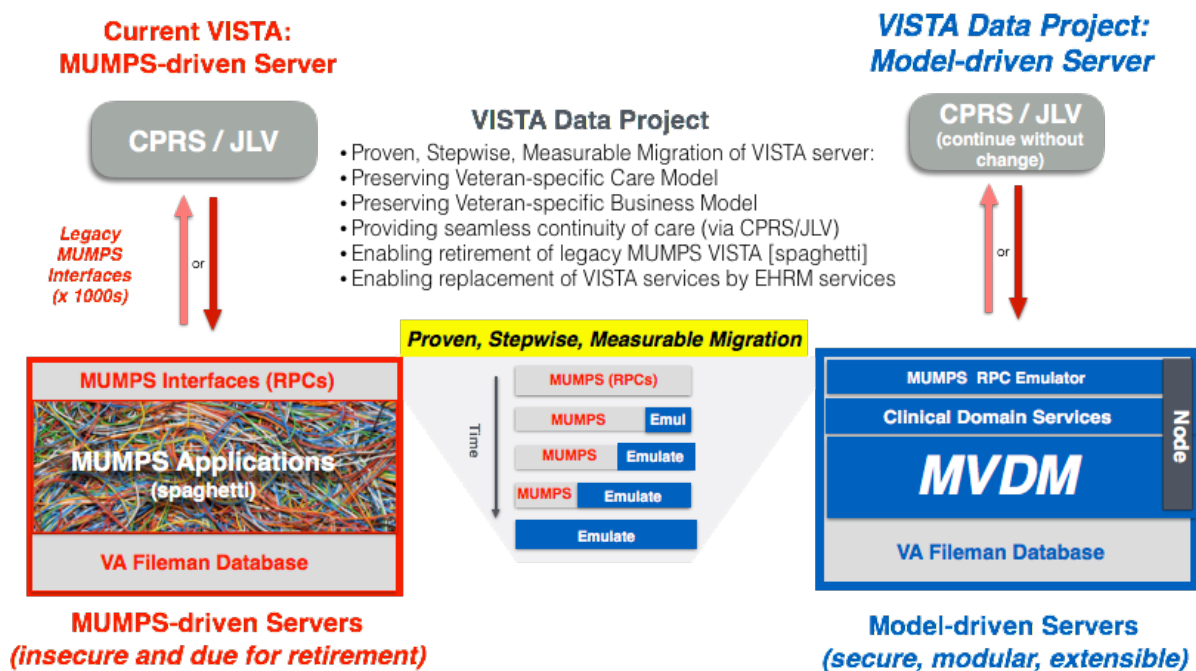 Current VISTA:
MUMPS-driven Server
CPRS / JLV
Legacy
MUMPS
Interfaces
(x 1000s)
or
MUMPS Interfaces (RPCs)
MUMPS Applications
(spaghetti)
VA Fileman Database
MUMPS-driven Servers
(insecure and due for retirement)
VISTA Data Project
• Proven, Stepwise, Measurable Migration of VISTA server:
• Preserving Veteran-specific Care Model
• Preserving Veteran-specific Business Model
• Providing seamless continuity of care (via CPRS/JLV)
• Enabling retirement of legacy MUMPS VISTA [spaghetti]
• Enabling replacement of VISTA services by EHRM services
Proven, Stepwise, Measurable Migration
Time
MUMPS (RPCs)
MUMPS Emul
MUMPS Emulate
MUMPS Emulate
Emulate
VISTA Data Project:
Model-driven Server
CPRS / JLV
(continue without
change)
or
MUMPS RPC Emulator
Clinical Domain Services
MVDM
Node
VA Fileman Database
Model-driven Servers
(secure, modular, extensible)